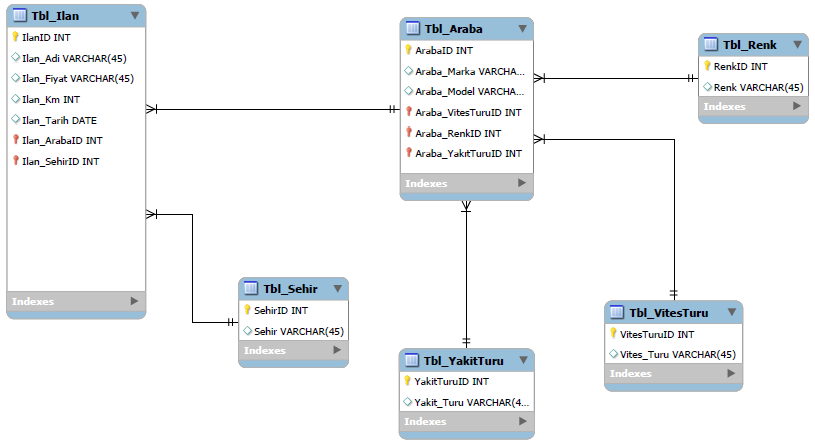 Tbl_Ilan
IlanID INT
Ilan_Adi VARCHAR(45)
Ilan_Fiyat VARCHAR(45)
Ilan_Km INT
Ilan_Tarih DATE
Ilan_ArabaID INT
Ilan_SehirID INT
Indexes
Tbl_Araba
ArabaID INT
Araba_Marka VARCHA...
Araba_Model VARCHA...
Araba_VitesTuruID INT
Araba_RenkID INT
Araba_YakıtTuruID INT
Indexes
Tbl_Renk
RenkID INT
Renk VARCHAR(45)
Indexes
Tbl_Sehir
SehirID INT
Sehir VARCHAR(45)
Indexes
Tbl_YakitTuru
YakitTuruID INT
Yakit_Turu VARCHAR(4...
Indexes
Tbl_VitesTuru
VitesTuruID INT
Vites_Turu VARCHAR(45)
Indexes